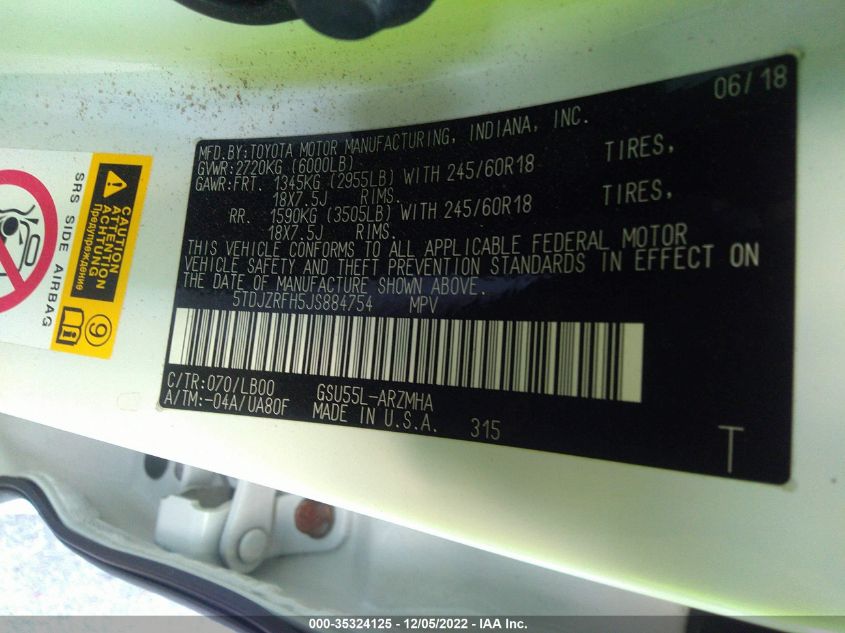 06/18
MFD.BY:TOYOTA MOTOR MANUFACTURING, INDIANA, INC.
GVWR:2720KG (6000LB)
GAWR:FRT. 1345KG (2955LB) WITH 245/60R18 TIRES,
18X7.5J RIMS.
RR. 1590KG (3505LB) WITH 245/60R18 TIRES,
18X7.5J RIMS.
THIS VEHICLE CONFORMS TO ALL APPLICABLE FEDERAL MOTOR
VEHICLE SAFETY AND THEFT PREVENTION STANDARDS IN EFFECT ON
THE DATE OF MANUFACTURE SHOWN ABOVE.
5TDJZRFH5JS884754 MPV
C/TR:070/LB00 GSU55L-ARZMHA
A/TM:-04A/UA80F MADE IN U.S.A. 315
T
SRS SIDE AIRBAG
CAUTION
ATTENTION
ACHTUNG
Предупреждение
9
000-35324125 - 12/05/2022 - IAA Inc.